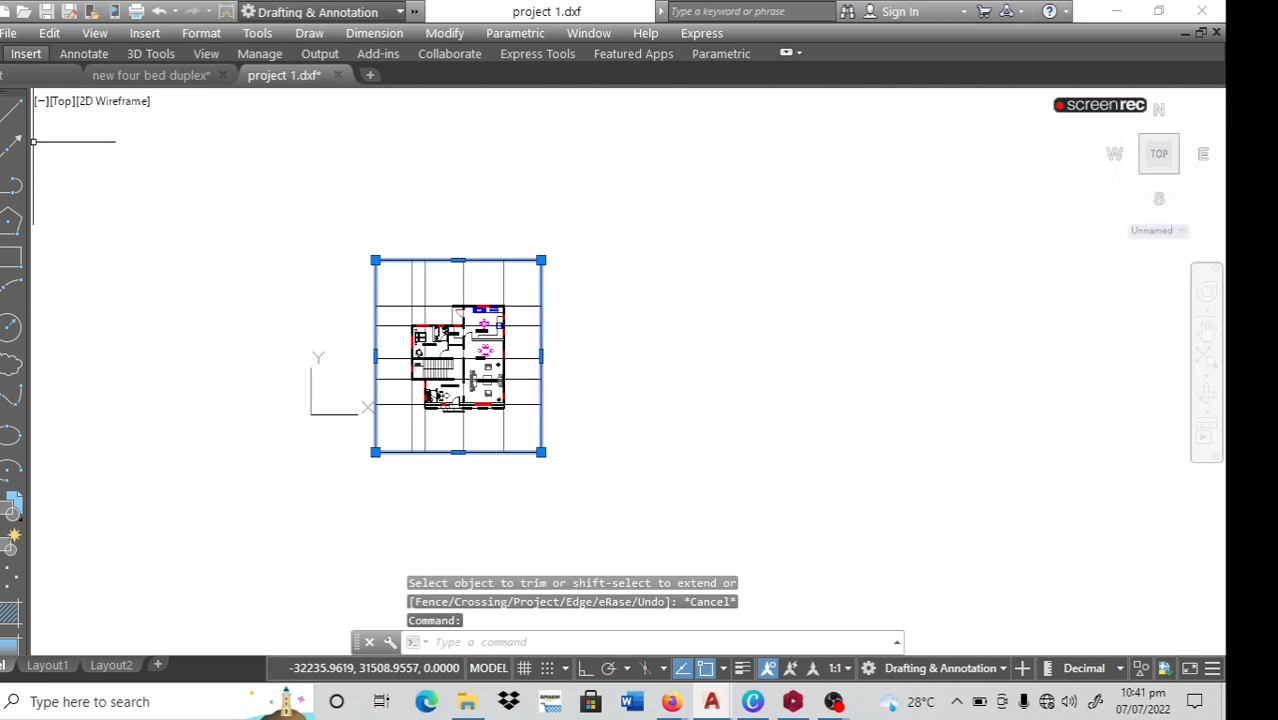 Drafting & Annotation
project 1.dxf
Type a keyword or phrase
Sign In
Edit View Insert Format Tools Draw Dimension Modify Parametric Window Help Express
Insert Annotate 3D Tools View Manage Output Add-ins Collaborate Express Tools Featured Apps Parametric
new four bed duplex*
project 1.dxf*
[−][Top][2D Wireframe]
screenrec
N
W TOP E
S
Unnamed
Y
X
Select object to trim or shift-select to extend or
[Fence/Crossing/Project/Edge/eRase/Undo]: *Cancel*
Command:
Type a command
Layout1 Layout2
-32235.9619, 31508.9557, 0.0000 MODEL 1:1 Drafting & Annotation Decimal
Type here to search
28°C
10:41 pm
07/07/2022